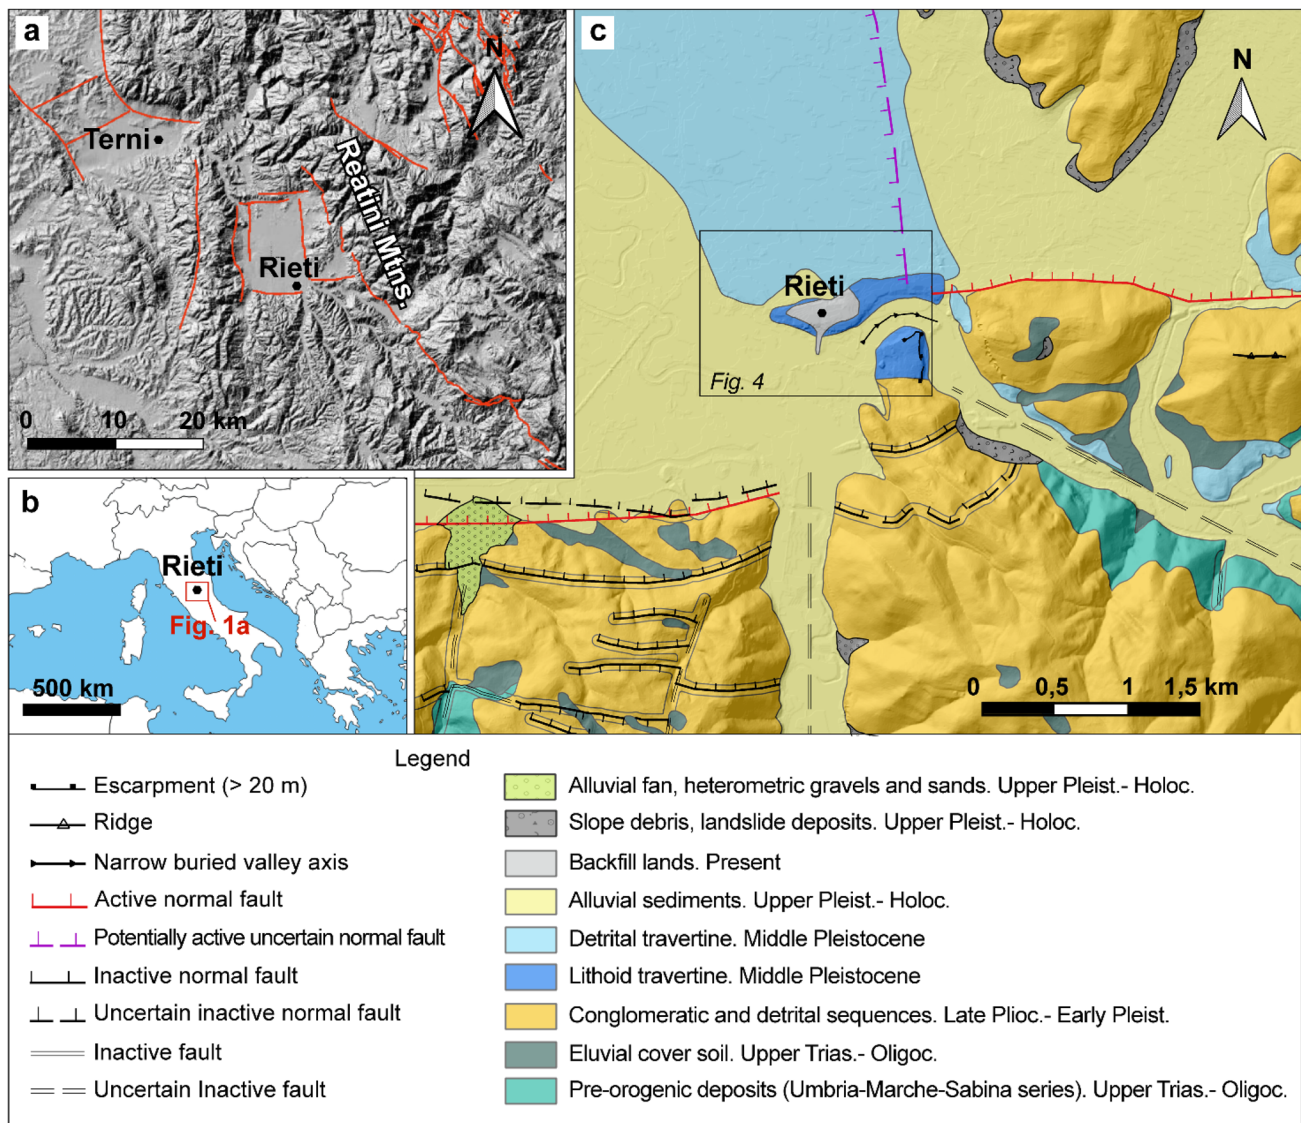 a
N
Terni
Reatini Mtns.
Rieti
0 10 20 km
b
Rieti
Fig. 1a
500 km
c
N
Rieti
Fig. 4
0 0,5 1 1,5 km
Legend
Escarpment (> 20 m)
Ridge
Narrow buried valley axis
Active normal fault
Potentially active uncertain normal fault
Inactive normal fault
Uncertain inactive normal fault
Inactive fault
Uncertain Inactive fault
Alluvial fan, heterometric gravels and sands. Upper Pleist.- Holoc.
Slope debris, landslide deposits. Upper Pleist.- Holoc.
Backfill lands. Present
Alluvial sediments. Upper Pleist.- Holoc.
Detrital travertine. Middle Pleistocene
Lithoid travertine. Middle Pleistocene
Conglomeratic and detrital sequences. Late Plioc.- Early Pleist.
Eluvial cover soil. Upper Trias.- Oligoc.
Pre-orogenic deposits (Umbria-Marche-Sabina series). Upper Trias.- Oligoc.